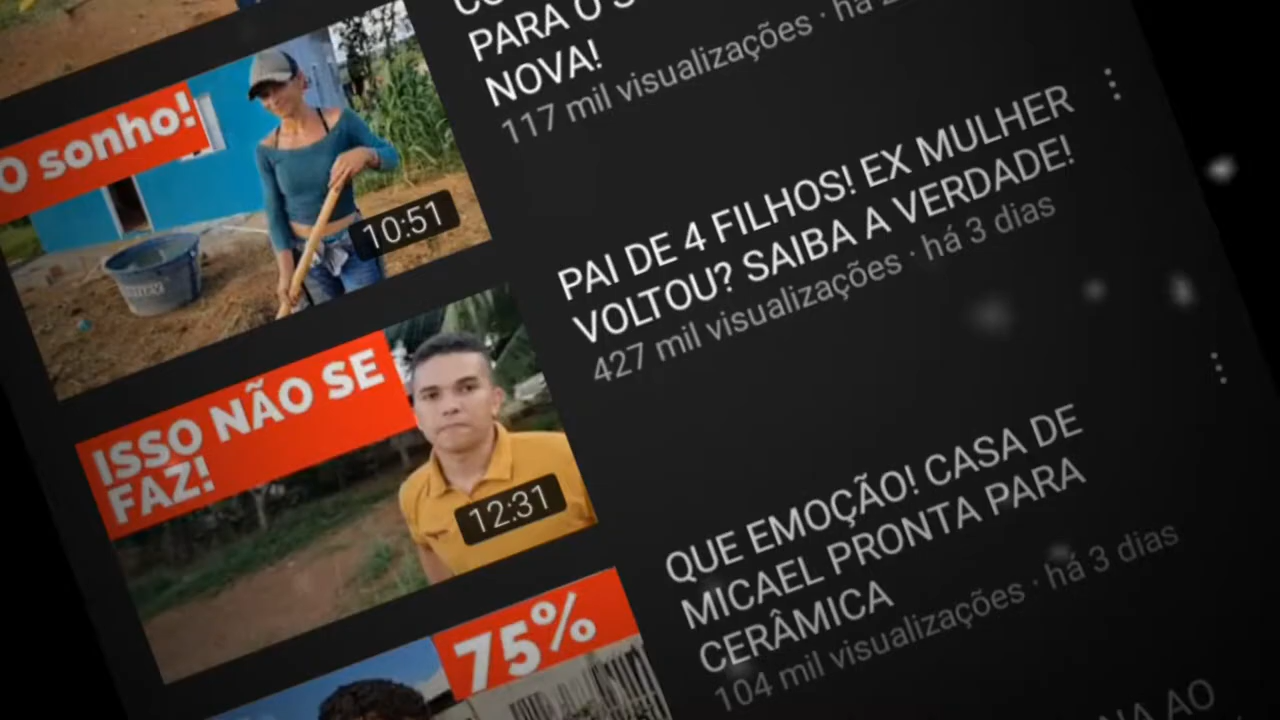 PARA O
NOVA!
117 mil visualizações · há
O sonho!
10:51
PAI DE 4 FILHOS! EX MULHER
VOLTOU? SAIBA A VERDADE!
427 mil visualizações · há 3 dias
ISSO NÃO SE
FAZ!
12:31
QUE EMOÇÃO! CASA DE
MICAEL PRONTA PARA
CERÂMICA
104 mil visualizações · há 3 dias
75%
AO